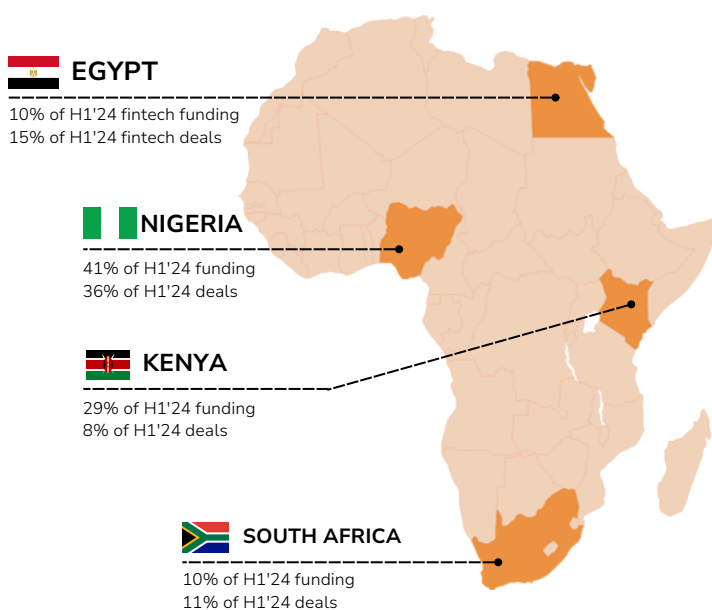 EGYPT
10% of H1'24 fintech funding
15% of H1'24 fintech deals
NIGERIA
41% of H1'24 funding
36% of H1'24 deals
KENYA
29% of H1'24 funding
8% of H1'24 deals
SOUTH AFRICA
10% of H1'24 funding
11% of H1'24 deals